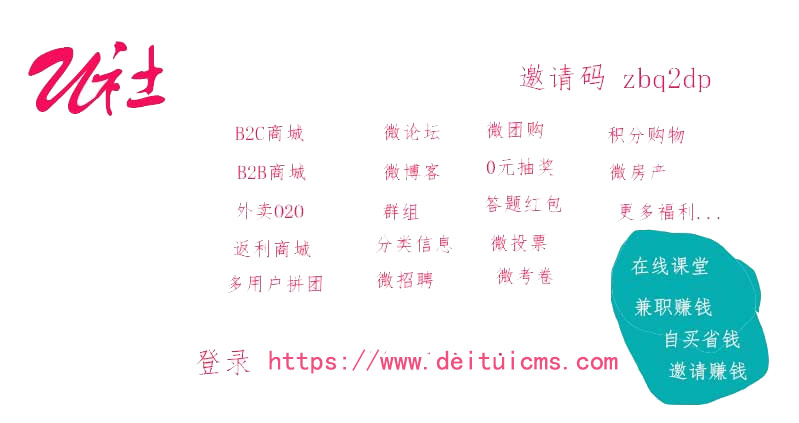 U社
邀请码 zbq2dp
B2C商城 微论坛 微团购 积分购物
B2B商城 微博客 0元抽奖 微房产
外卖O2O 群组 答题红包 更多福利...
返利商城 分类信息 微投票
多用户拼团 微招聘 微考卷
在线课堂
兼职赚钱
自买省钱
邀请赚钱
登录 https://www.deituicms.com